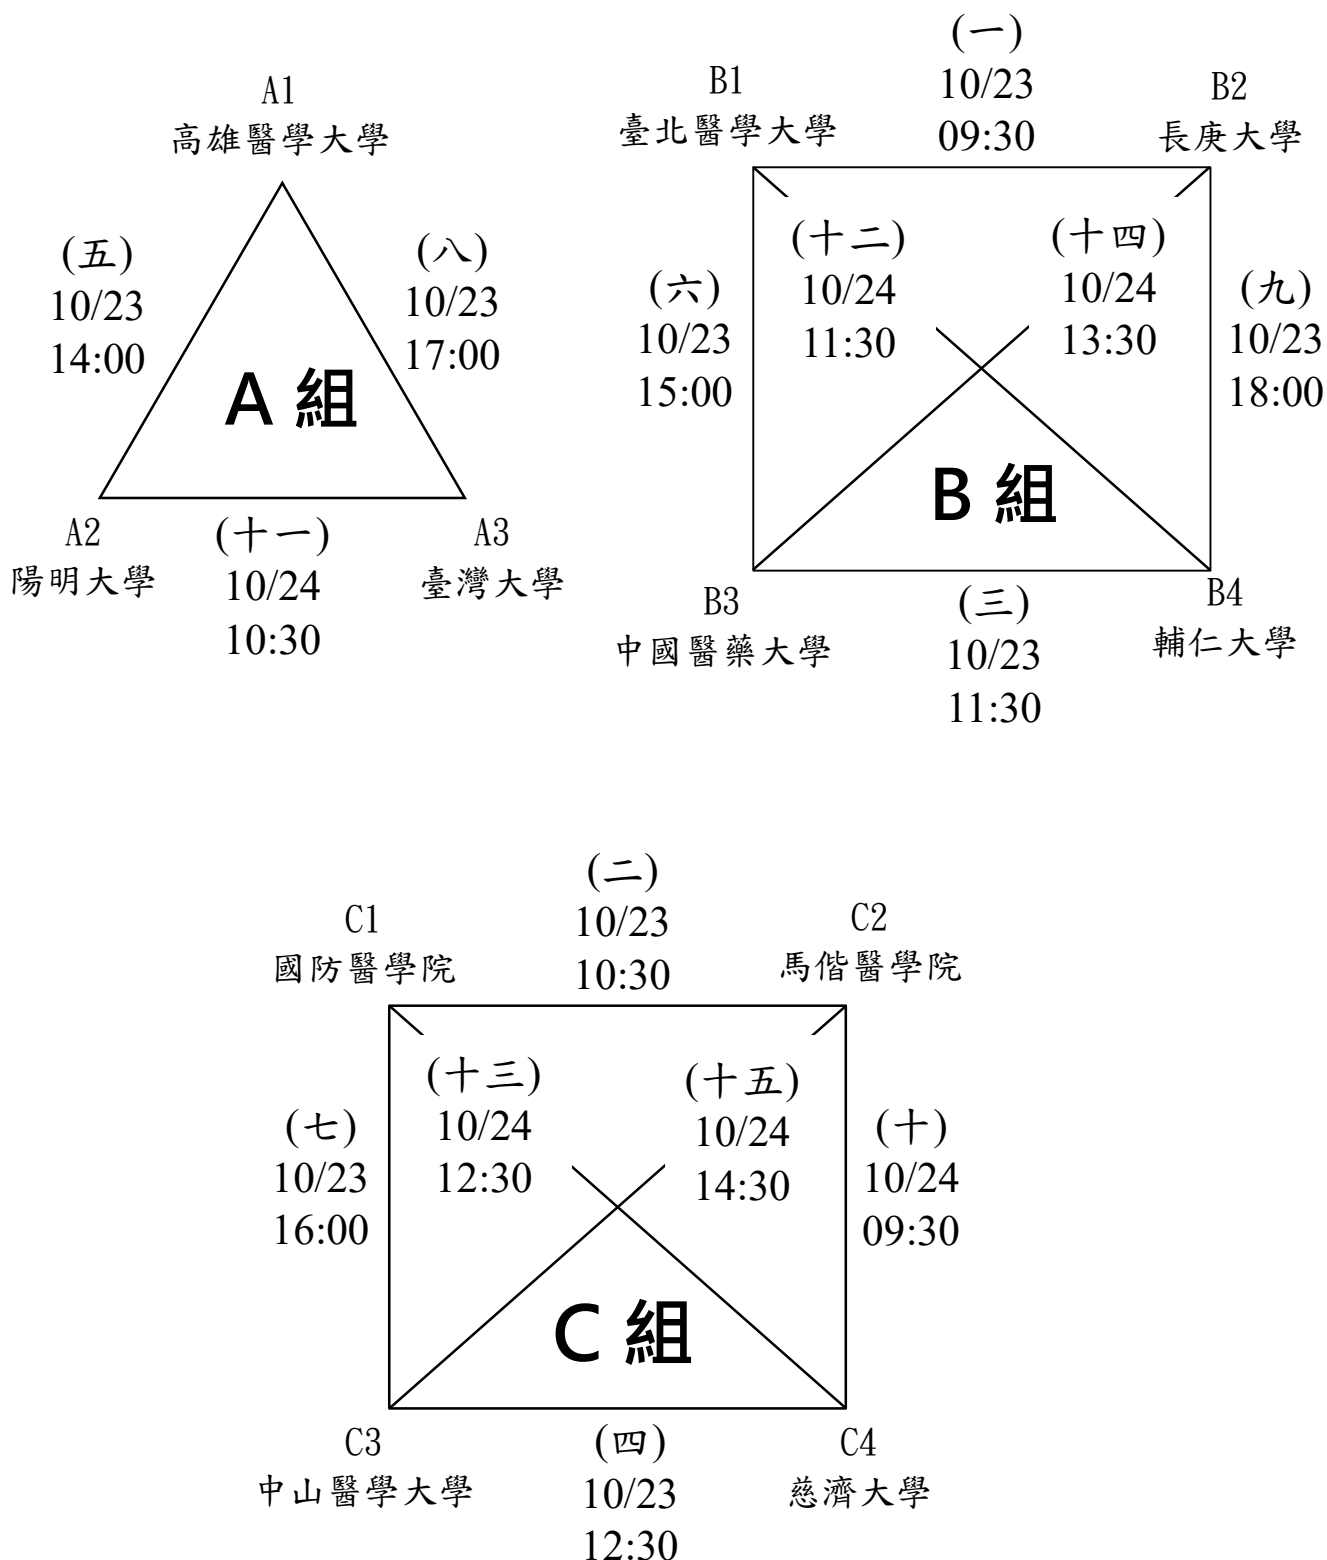 A1
高雄醫學大學
(五)
10/23
14:00
(八)
10/23
17:00
A 組
A2
陽明大學
(十一)
10/24
10:30
A3
臺灣大學
(一)
10/23
09:30
B1
臺北醫學大學
B2
長庚大學
(六)
10/23
15:00
(十二)
10/24
11:30
(十四)
10/24
13:30
(九)
10/23
18:00
B 組
B3
中國醫藥大學
(三)
10/23
11:30
B4
輔仁大學
(二)
10/23
10:30
C1
國防醫學院
C2
馬偕醫學院
(七)
10/23
16:00
(十三)
10/24
12:30
(十五)
10/24
14:30
(十)
10/24
09:30
C 組
C3
中山醫學大學
(四)
10/23
12:30
C4
慈濟大學